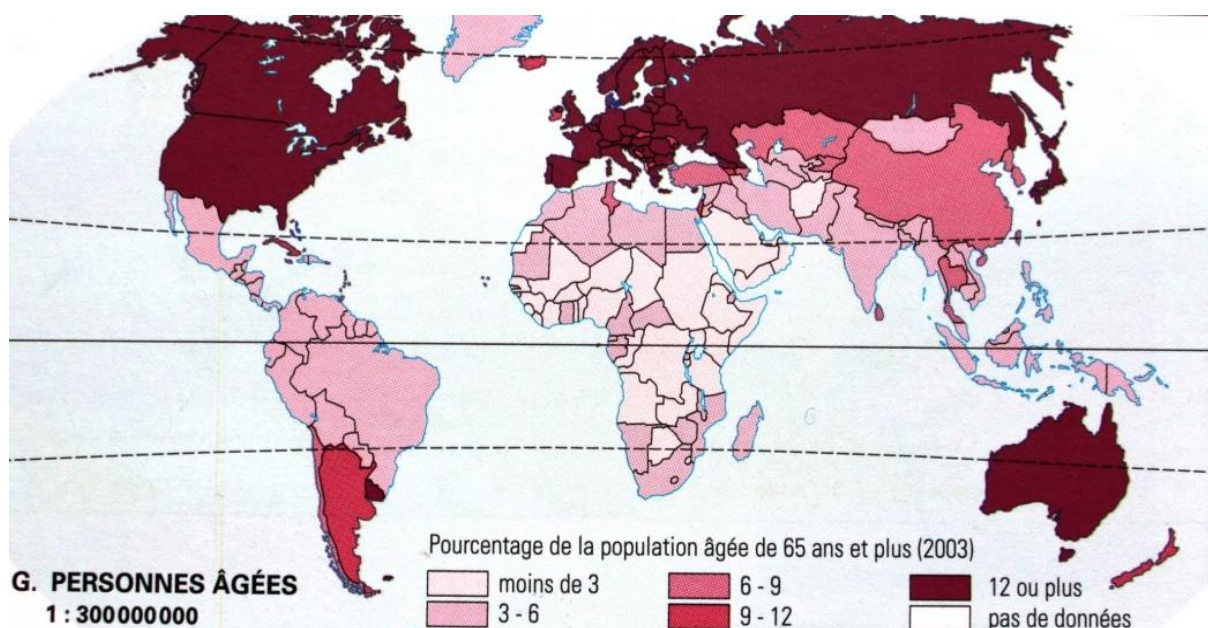 Pourcentage de la population âgée de 65 ans et plus (2003)
G. PERSONNES ÂGÉES
1 : 300 000 000
moins de 3
3 - 6
6 - 9
9 - 12
12 ou plus
pas de données